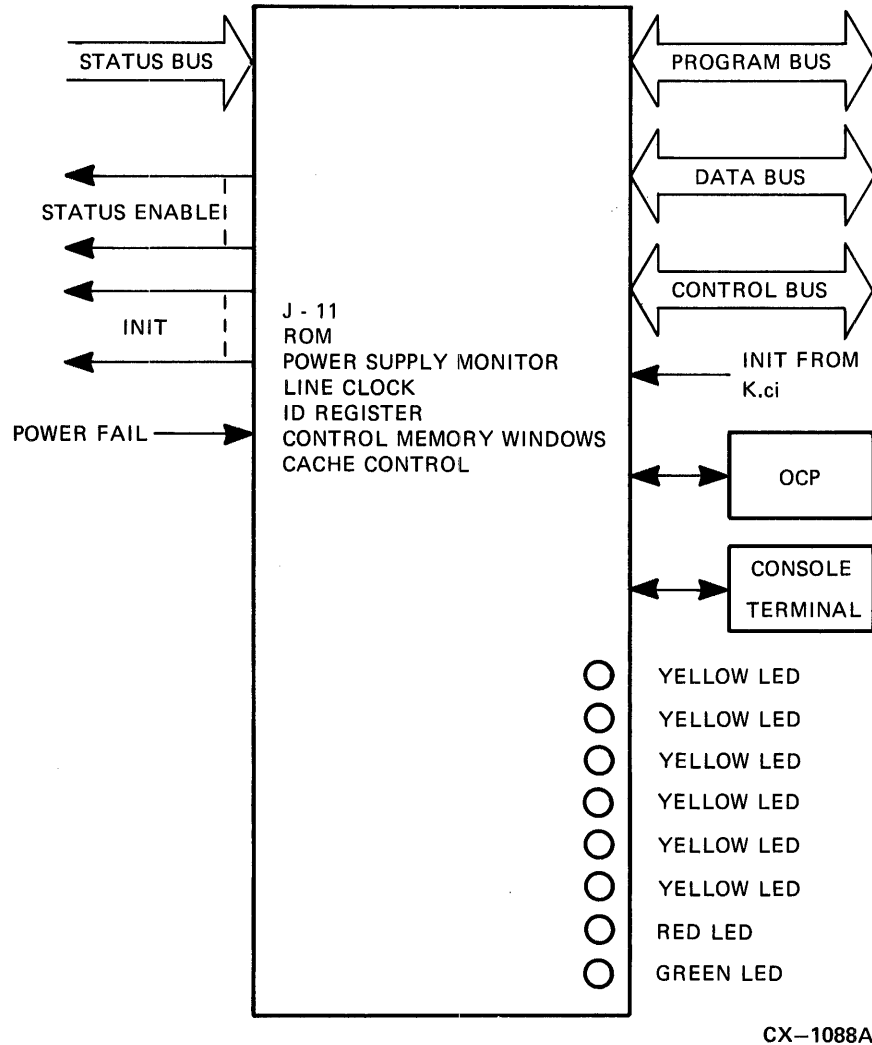 STATUS BUS
STATUS ENABLE
INIT
POWER FAIL
J - 11
ROM
POWER SUPPLY MONITOR
LINE CLOCK
ID REGISTER
CONTROL MEMORY WINDOWS
CACHE CONTROL
PROGRAM BUS
DATA BUS
CONTROL BUS
INIT FROM
K.ci
OCP
CONSOLE
TERMINAL
YELLOW LED
YELLOW LED
YELLOW LED
YELLOW LED
YELLOW LED
YELLOW LED
RED LED
GREEN LED
CX–1088A